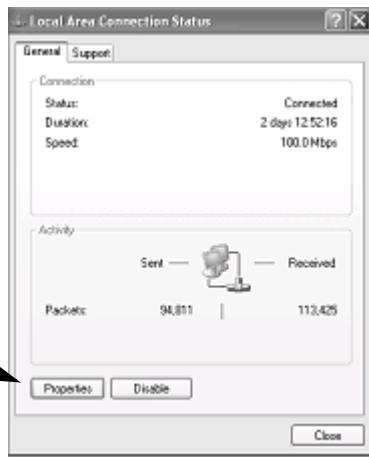 Local Area Connection Status
General Support
Connection
Status: Connected
Duration: 2 days 12:52:16
Speed: 100.0 Mbps
Activity
Sent Received
Packets: 94,811 113,425
Properties Disable
Close